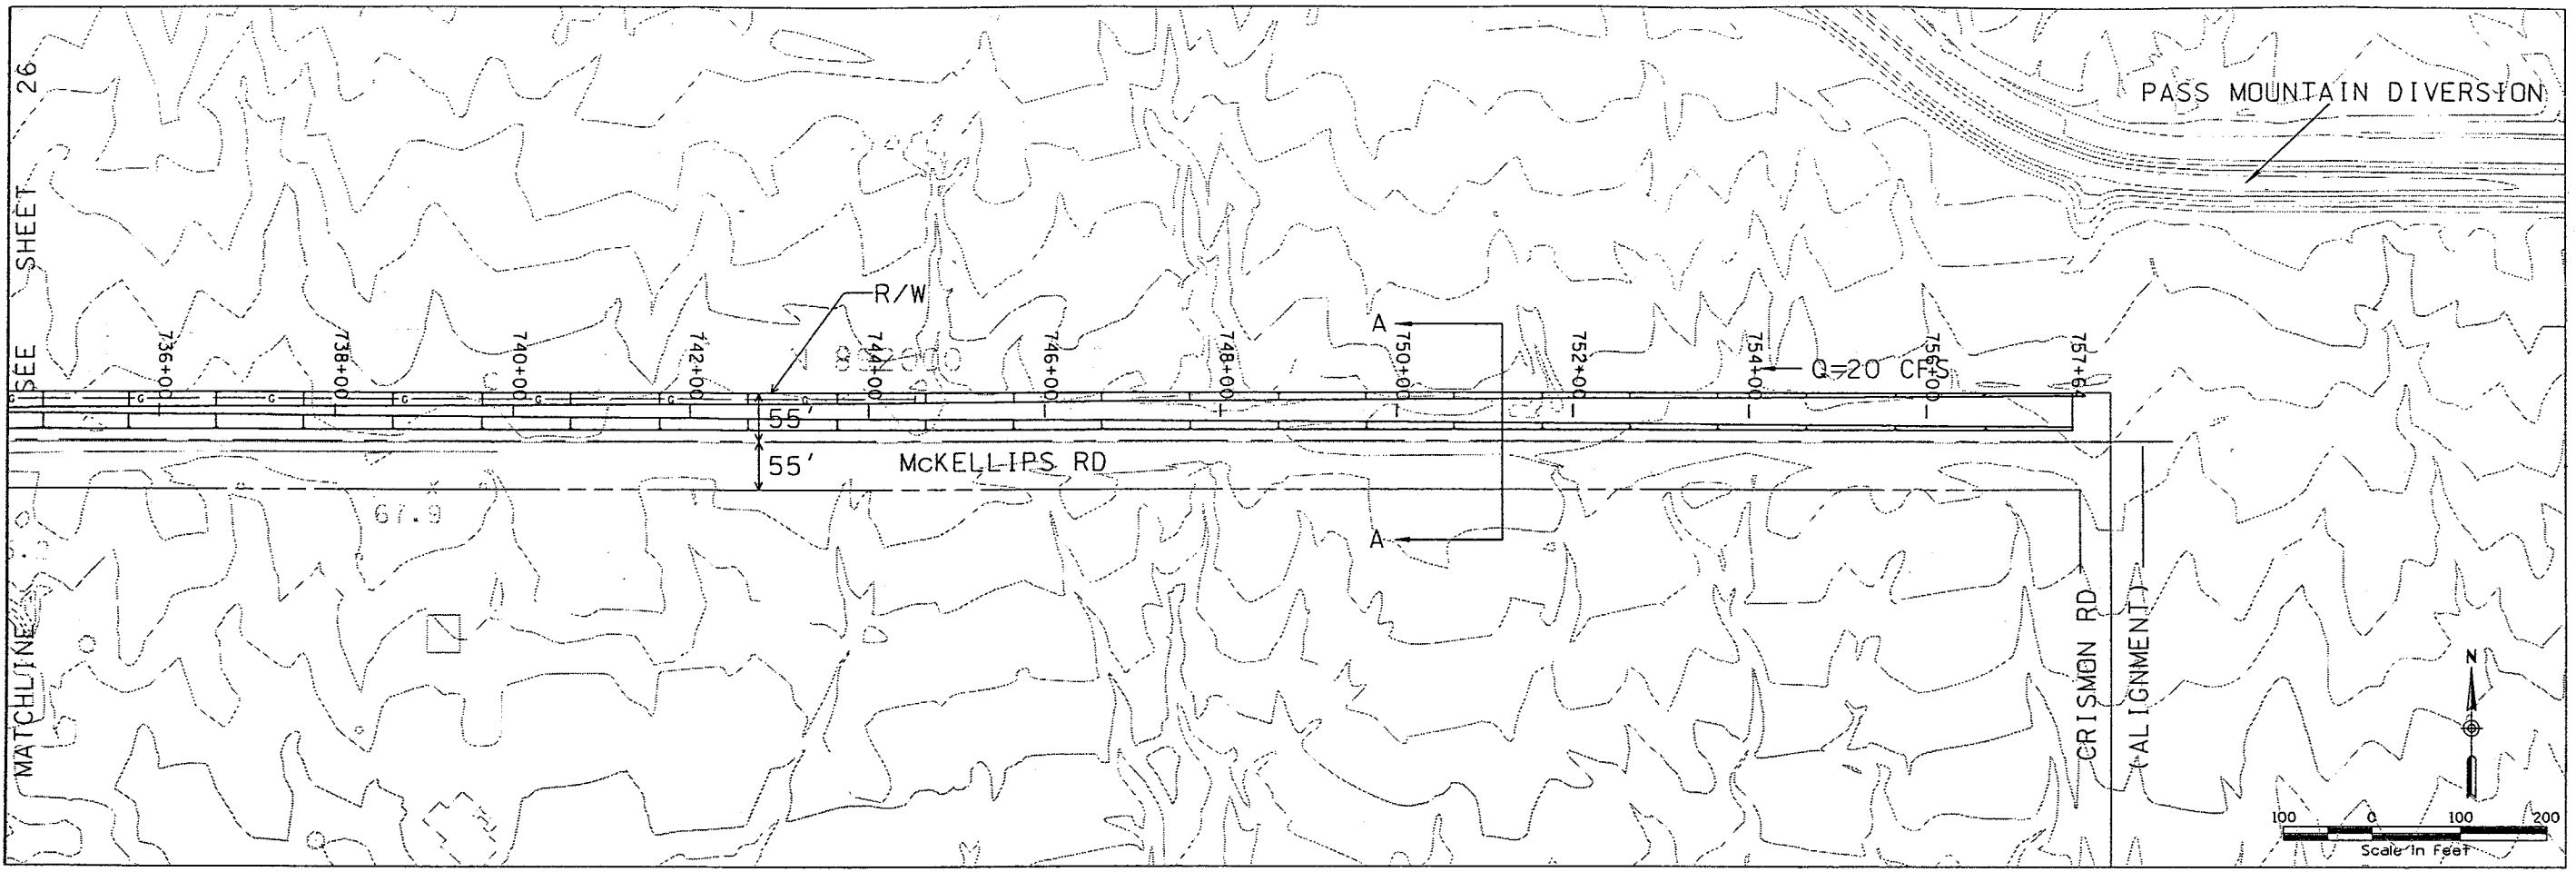 SEE SHEET 26
MATCHLINE
PASS MOUNTAIN DIVERSION
R/W
A
736+00
738+00
740+00
742+00
744+00
746+00
748+00
750+00
752+00
754+00
756+00
757+64
Q=20 CFS
G G G G G G G
55'
55'
McKELLIPS RD
67.9
A
CRISMON RD
(ALIGNMENT)
N
100 0 100 200
Scale In Feet